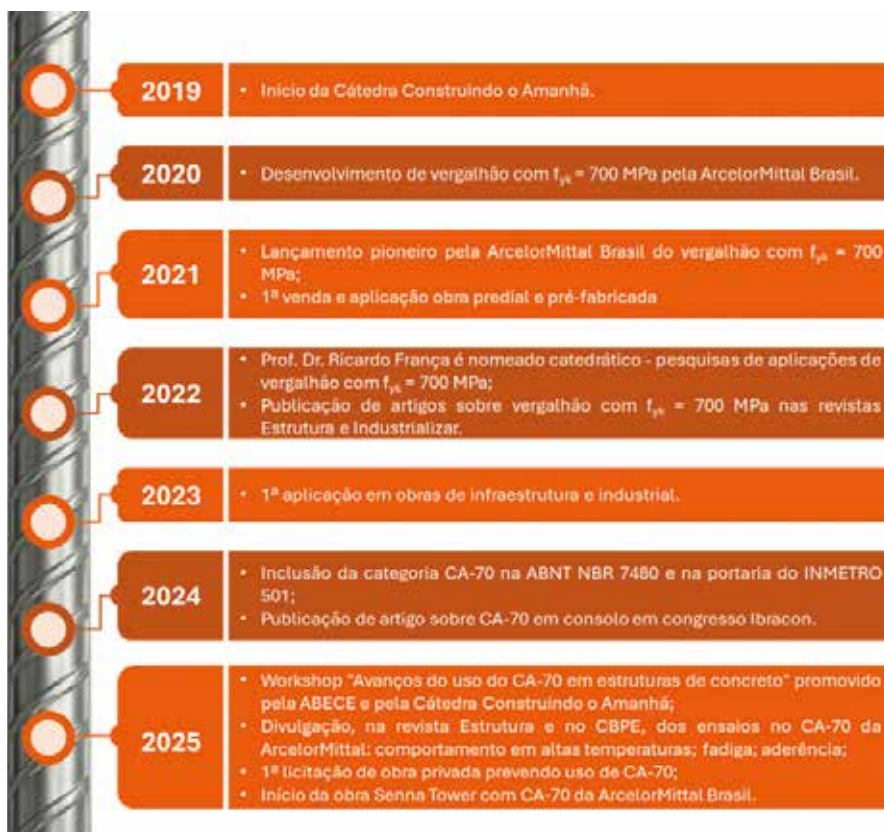 2019
• Início da Cátedra Construindo o Amanhã.
2020
• Desenvolvimento de vergalhão com fyk = 700 MPa pela ArcelorMittal Brasil.
2021
• Lançamento pioneiro pela ArcelorMittal Brasil do vergalhão com fyk = 700
MPa;
• 1ª venda e aplicação obra predial e pré-fabricada
2022
• Prof. Dr. Ricardo França é nomeado catedrático - pesquisas de aplicações de
vergalhão com fyk = 700 MPa;
• Publicação de artigos sobre vergalhão com fyk = 700 MPa nas revistas
Estrutura e Industrializar.
2023
• 1ª aplicação em obras de infraestrutura e industrial.
2024
• Inclusão da categoria CA-70 na ABNT NBR 7480 e na portaria do INMETRO
501;
• Publicação de artigo sobre CA-70 em consolo em congresso Ibracon.
2025
• Workshop "Avanços do uso do CA-70 em estruturas de concreto" promovido
pela ABECE e pela Cátedra Construindo o Amanhã;
• Divulgação, na revista Estrutura e no CBPE, dos ensaios no CA-70 da
ArcelorMittal: comportamento em altas temperaturas; fadiga; aderência;
• 1ª licitação de obra privada prevendo uso de CA-70;
• Início da obra Senna Tower com CA-70 da ArcelorMittal Brasil.